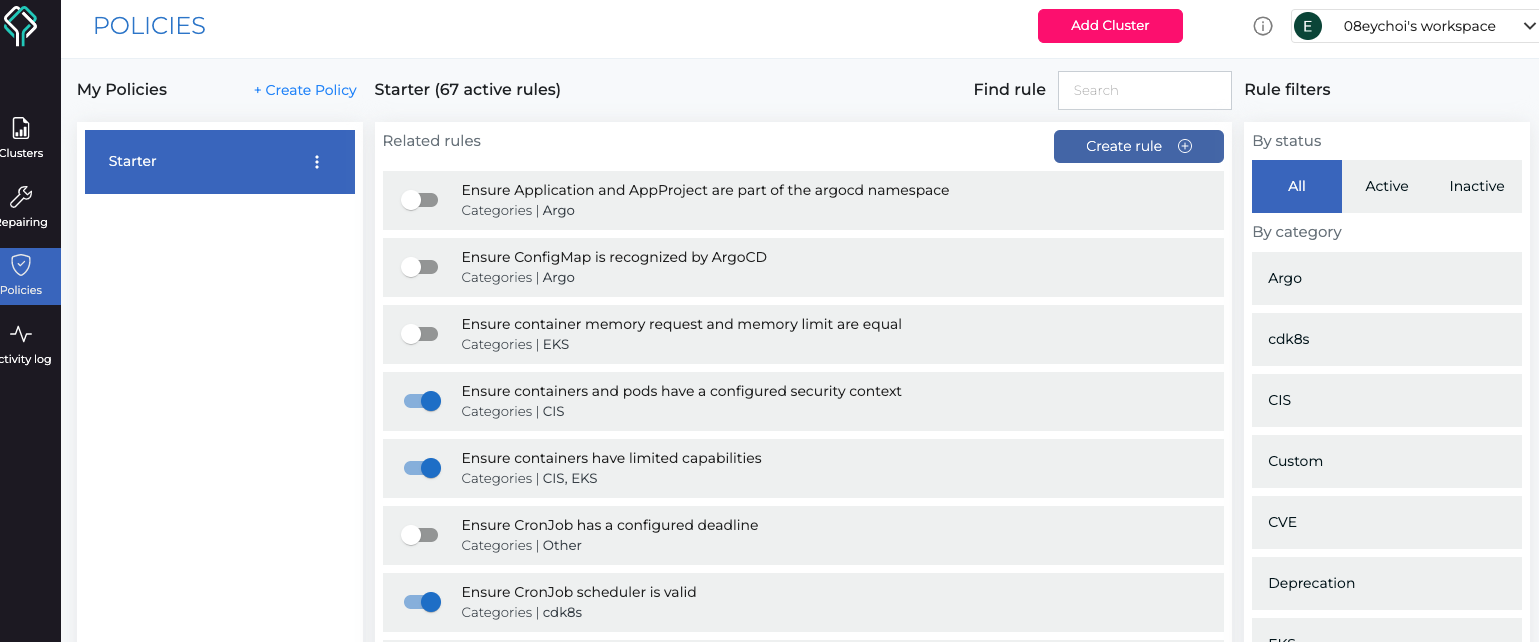 POLICIES
Add Cluster
E
08eychoi's workspace
Clusters
Repairing
Policies
ctivity log
My Policies
+ Create Policy
Starter
Starter (67 active rules)
Find rule
Search
Related rules
Create rule
Ensure Application and AppProject are part of the argocd namespace
Categories | Argo
Ensure ConfigMap is recognized by ArgoCD
Categories | Argo
Ensure container memory request and memory limit are equal
Categories | EKS
Ensure containers and pods have a configured security context
Categories | CIS
Ensure containers have limited capabilities
Categories | CIS, EKS
Ensure CronJob has a configured deadline
Categories | Other
Ensure CronJob scheduler is valid
Categories | cdk8s
Rule filters
By status
All
Active
Inactive
By category
Argo
cdk8s
CIS
Custom
CVE
Deprecation
EKS